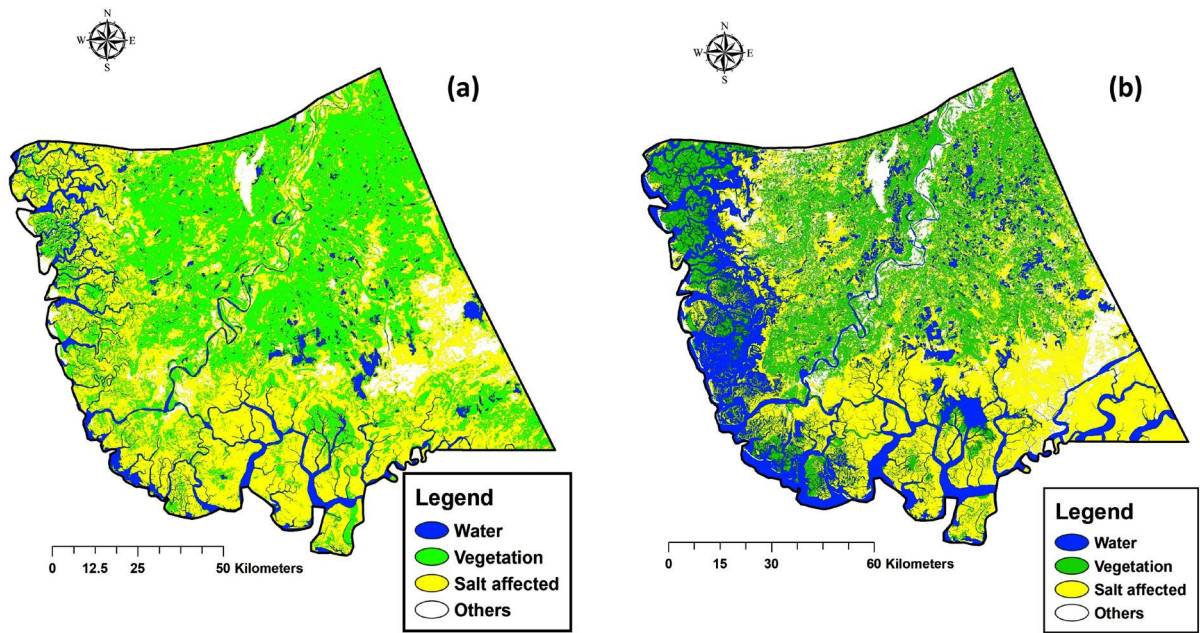 N
W E
S
(a)
Legend
Water
Vegetation
Salt affected
Others
0 12.5 25 50 Kilometers
N
W E
S
(b)
Legend
Water
Vegetation
Salt affected
Others
0 15 30 60 Kilometers